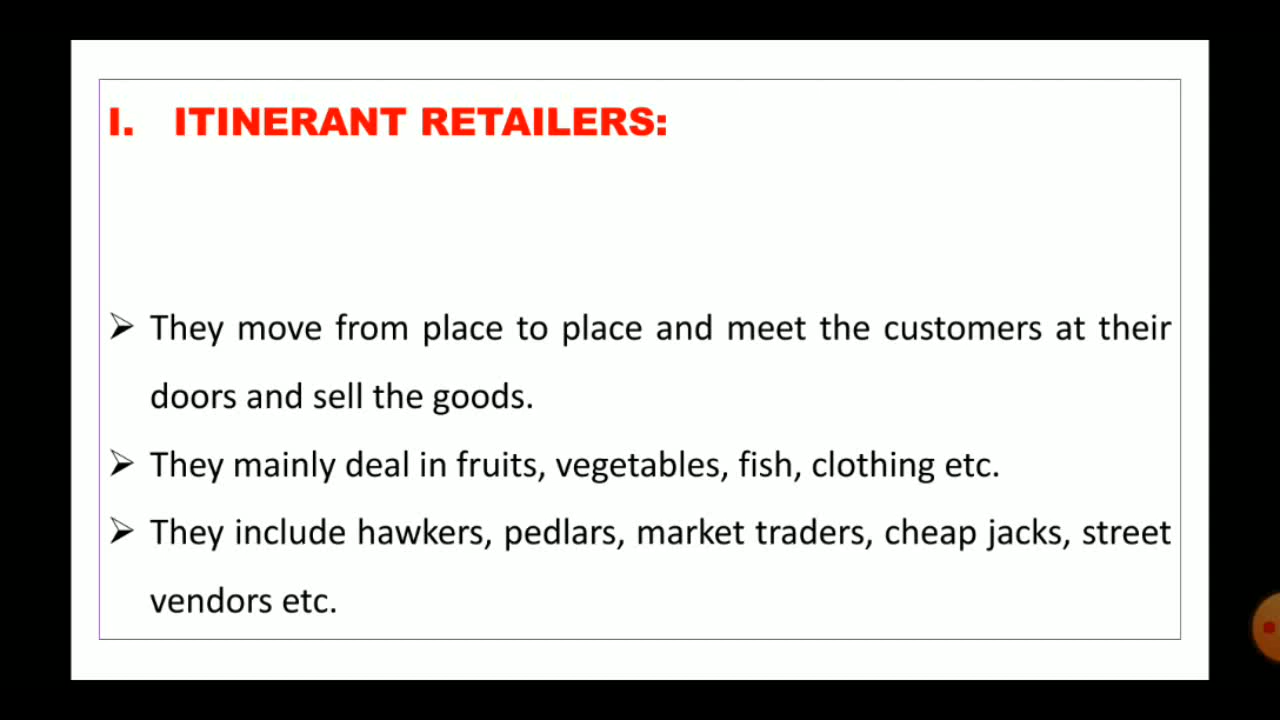 I. ITINERANT RETAILERS:
➢ They move from place to place and meet the customers at their
doors and sell the goods.
➢ They mainly deal in fruits, vegetables, fish, clothing etc.
➢ They include hawkers, pedlars, market traders, cheap jacks, street
vendors etc.